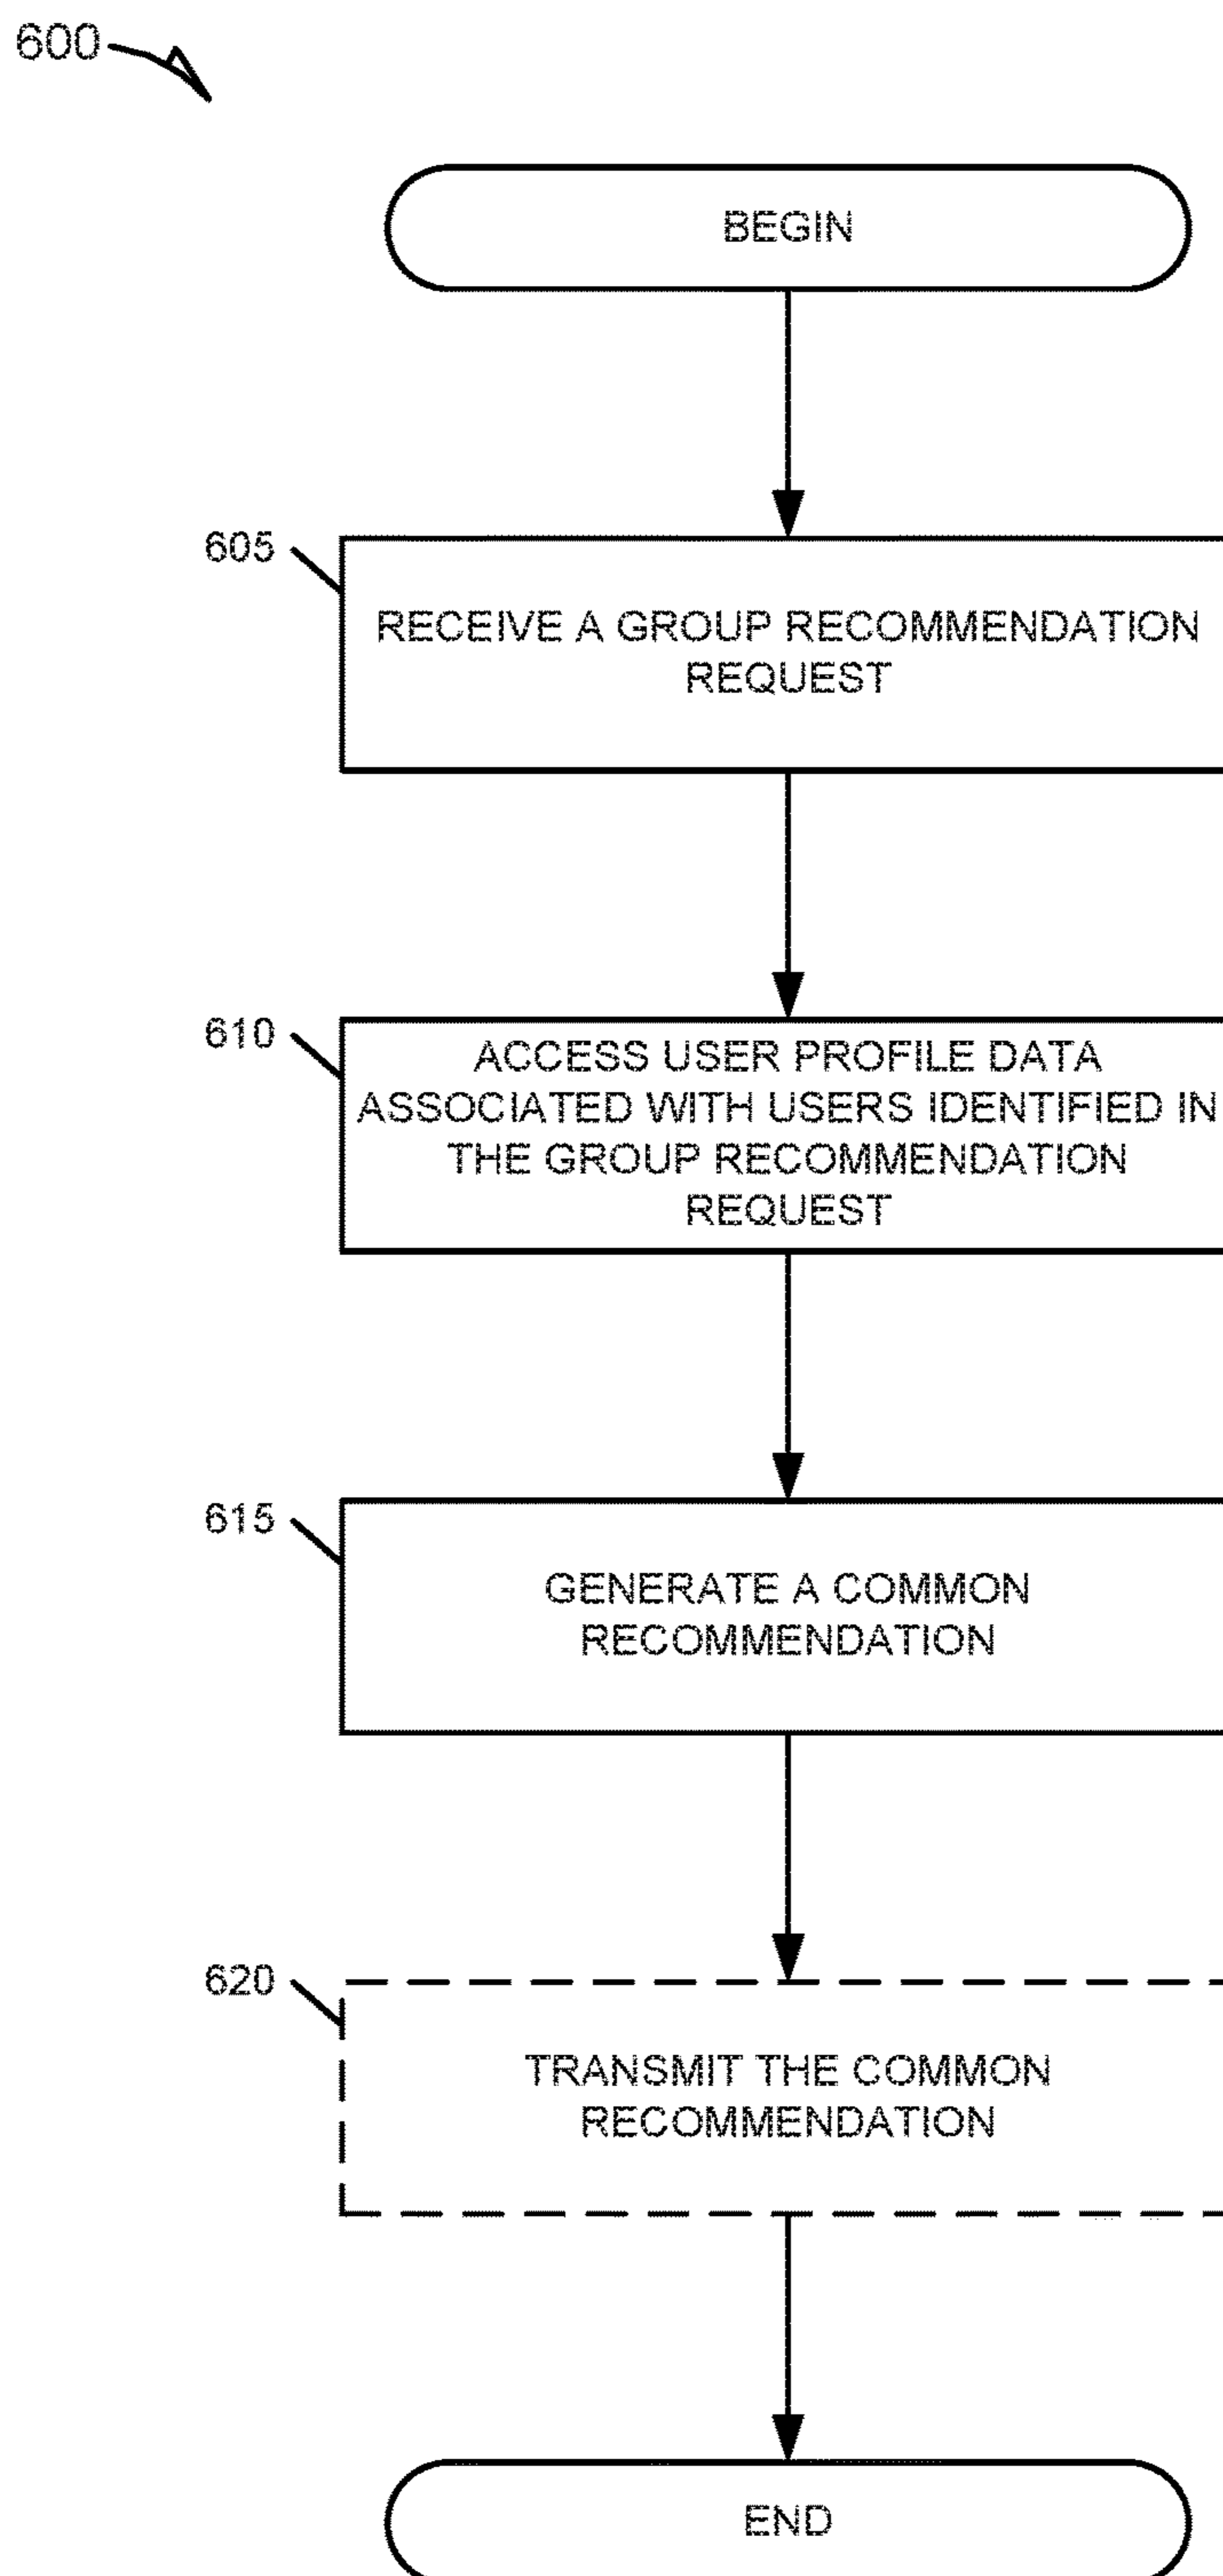 600
BEGIN
605
RECEIVE A GROUP RECOMMENDATION
REQUEST
610
ACCESS USER PROFILE DATA
ASSOCIATED WITH USERS IDENTIFIED IN
THE GROUP RECOMMENDATION
REQUEST
615
GENERATE A COMMON
RECOMMENDATION
620
TRANSMIT THE COMMON
RECOMMENDATION
END